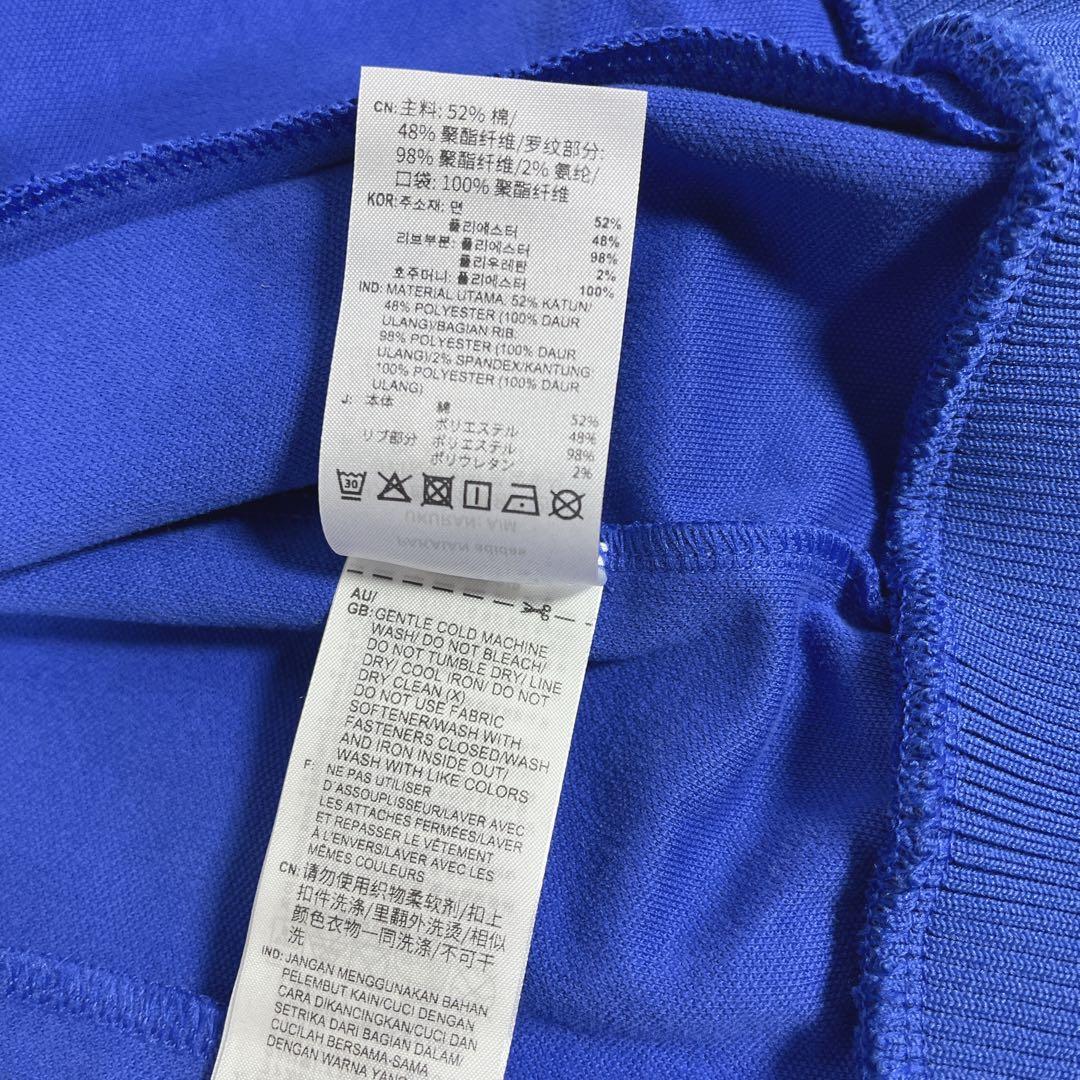 CN: 主料: 52% 棉/
48% 聚酯纤维/罗纹部分:
98% 聚酯纤维/2% 氨纶/
口袋: 100% 聚酯纤维
KOR: 주소재: 면 52%
폴리에스터 48%
리브부분: 폴리에스터 98%
폴리우레탄 2%
호주머니: 폴리에스터 100%
IND: MATERIAL UTAMA: 52% KATUN/
48% POLYESTER (100% DAUR
ULANG)/BAGIAN RIB:
98% POLYESTER (100% DAUR
ULANG)/2% SPANDEX/KANTUNG:
100% POLYESTER (100% DAUR
ULANG)
J: 本体 綿 52%
ポリエステル 48%
リブ部分 ポリエステル 98%
ポリウレタン 2%
30
UKURAN: A/M
PAKAIAN adidas
AU/
GB: GENTLE COLD MACHINE
WASH/ DO NOT BLEACH/
DO NOT TUMBLE DRY/ LINE
DRY/ COOL IRON/ DO NOT
DRY CLEAN (X)
DO NOT USE FABRIC
SOFTENER/WASH WITH
FASTENERS CLOSED/WASH
AND IRON INSIDE OUT/
WASH WITH LIKE COLORS
F: NE PAS UTILISER
D'ASSOUPLISSEUR/LAVER AVEC
LES ATTACHES FERMÉES/LAVER
ET REPASSER LE VÊTEMENT
À L'ENVERS/LAVER AVEC LES
MÊMES COULEURS
CN: 请勿使用织物柔软剂/扣上
扣件洗涤/里翻外洗烫/相似
颜色衣物一同洗涤/不可干
洗
IND: JANGAN MENGGUNAKAN BAHAN
PELEMBUT KAIN/CUCI DENGAN
CARA DIKANCINGKAN/CUCI DAN
SETRIKA DARI BAGIAN DALAM/
CUCILAH BERSAMA-SAMA
DENGAN WARNA YANG